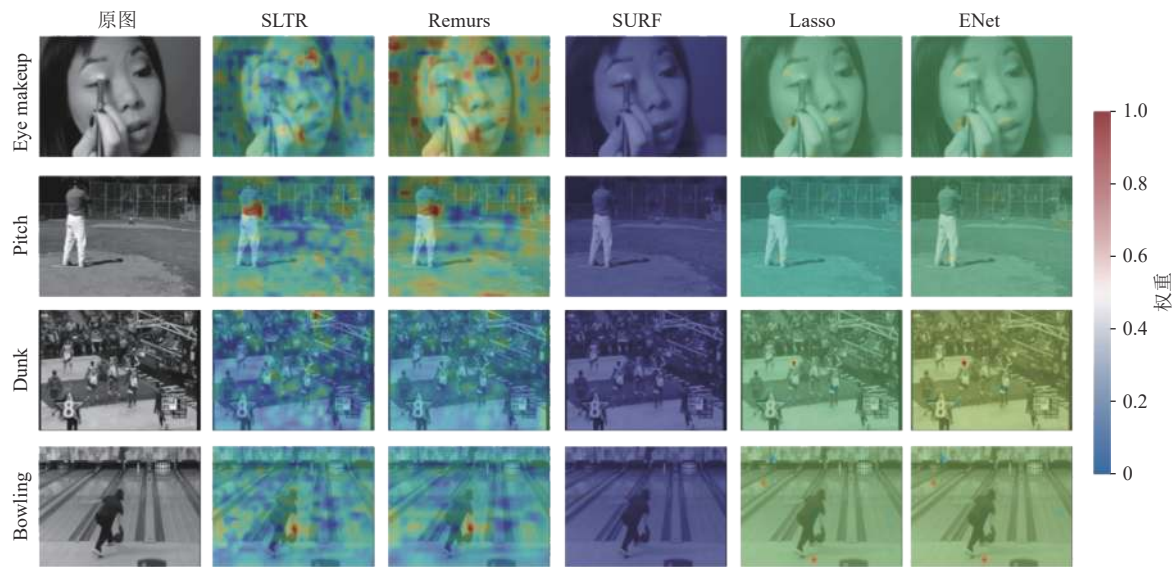 原图 SLTR Remurs SURF Lasso ENet
Eye makeup
Pitch
Dunk
Bowling
1.0
0.8
0.6
0.4
0.2
0
权重
8